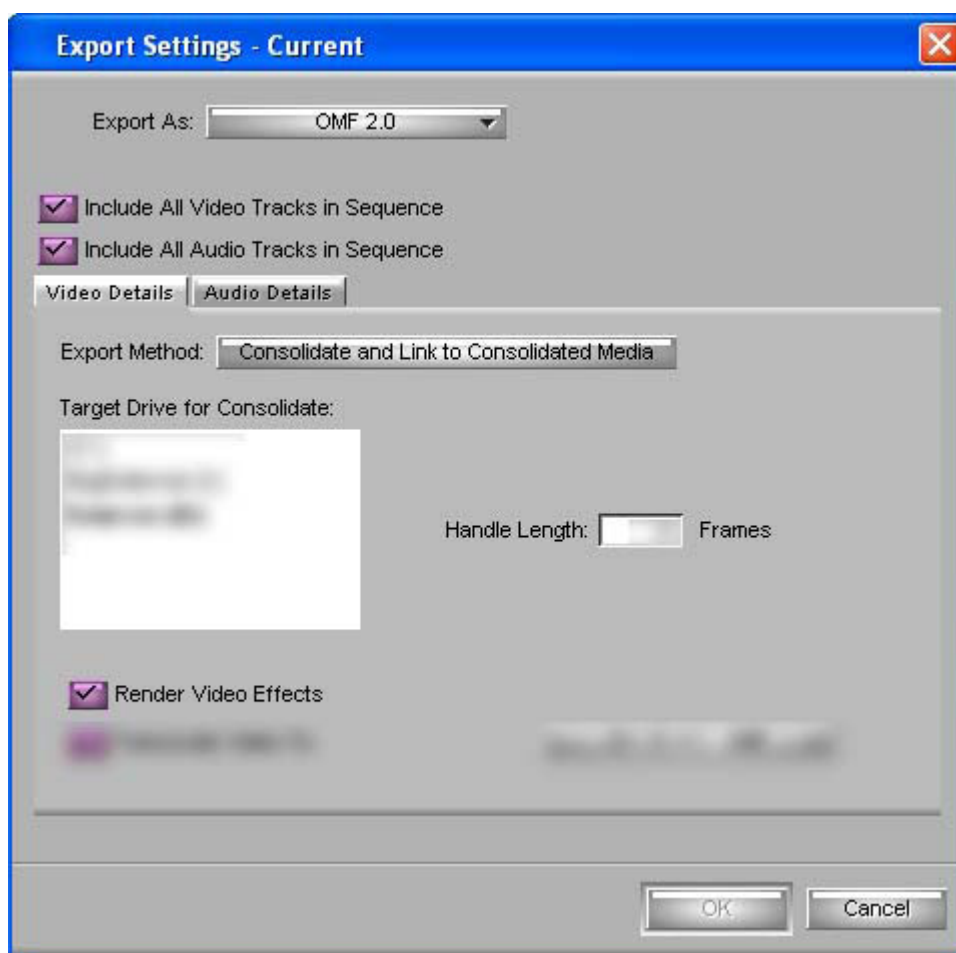 Export Settings - Current
Export As: OMF 2.0
Include All Video Tracks in Sequence
Include All Audio Tracks in Sequence
Video Details Audio Details
Export Method: Consolidate and Link to Consolidated Media
Target Drive for Consolidate:
Handle Length: Frames
Render Video Effects
OK Cancel